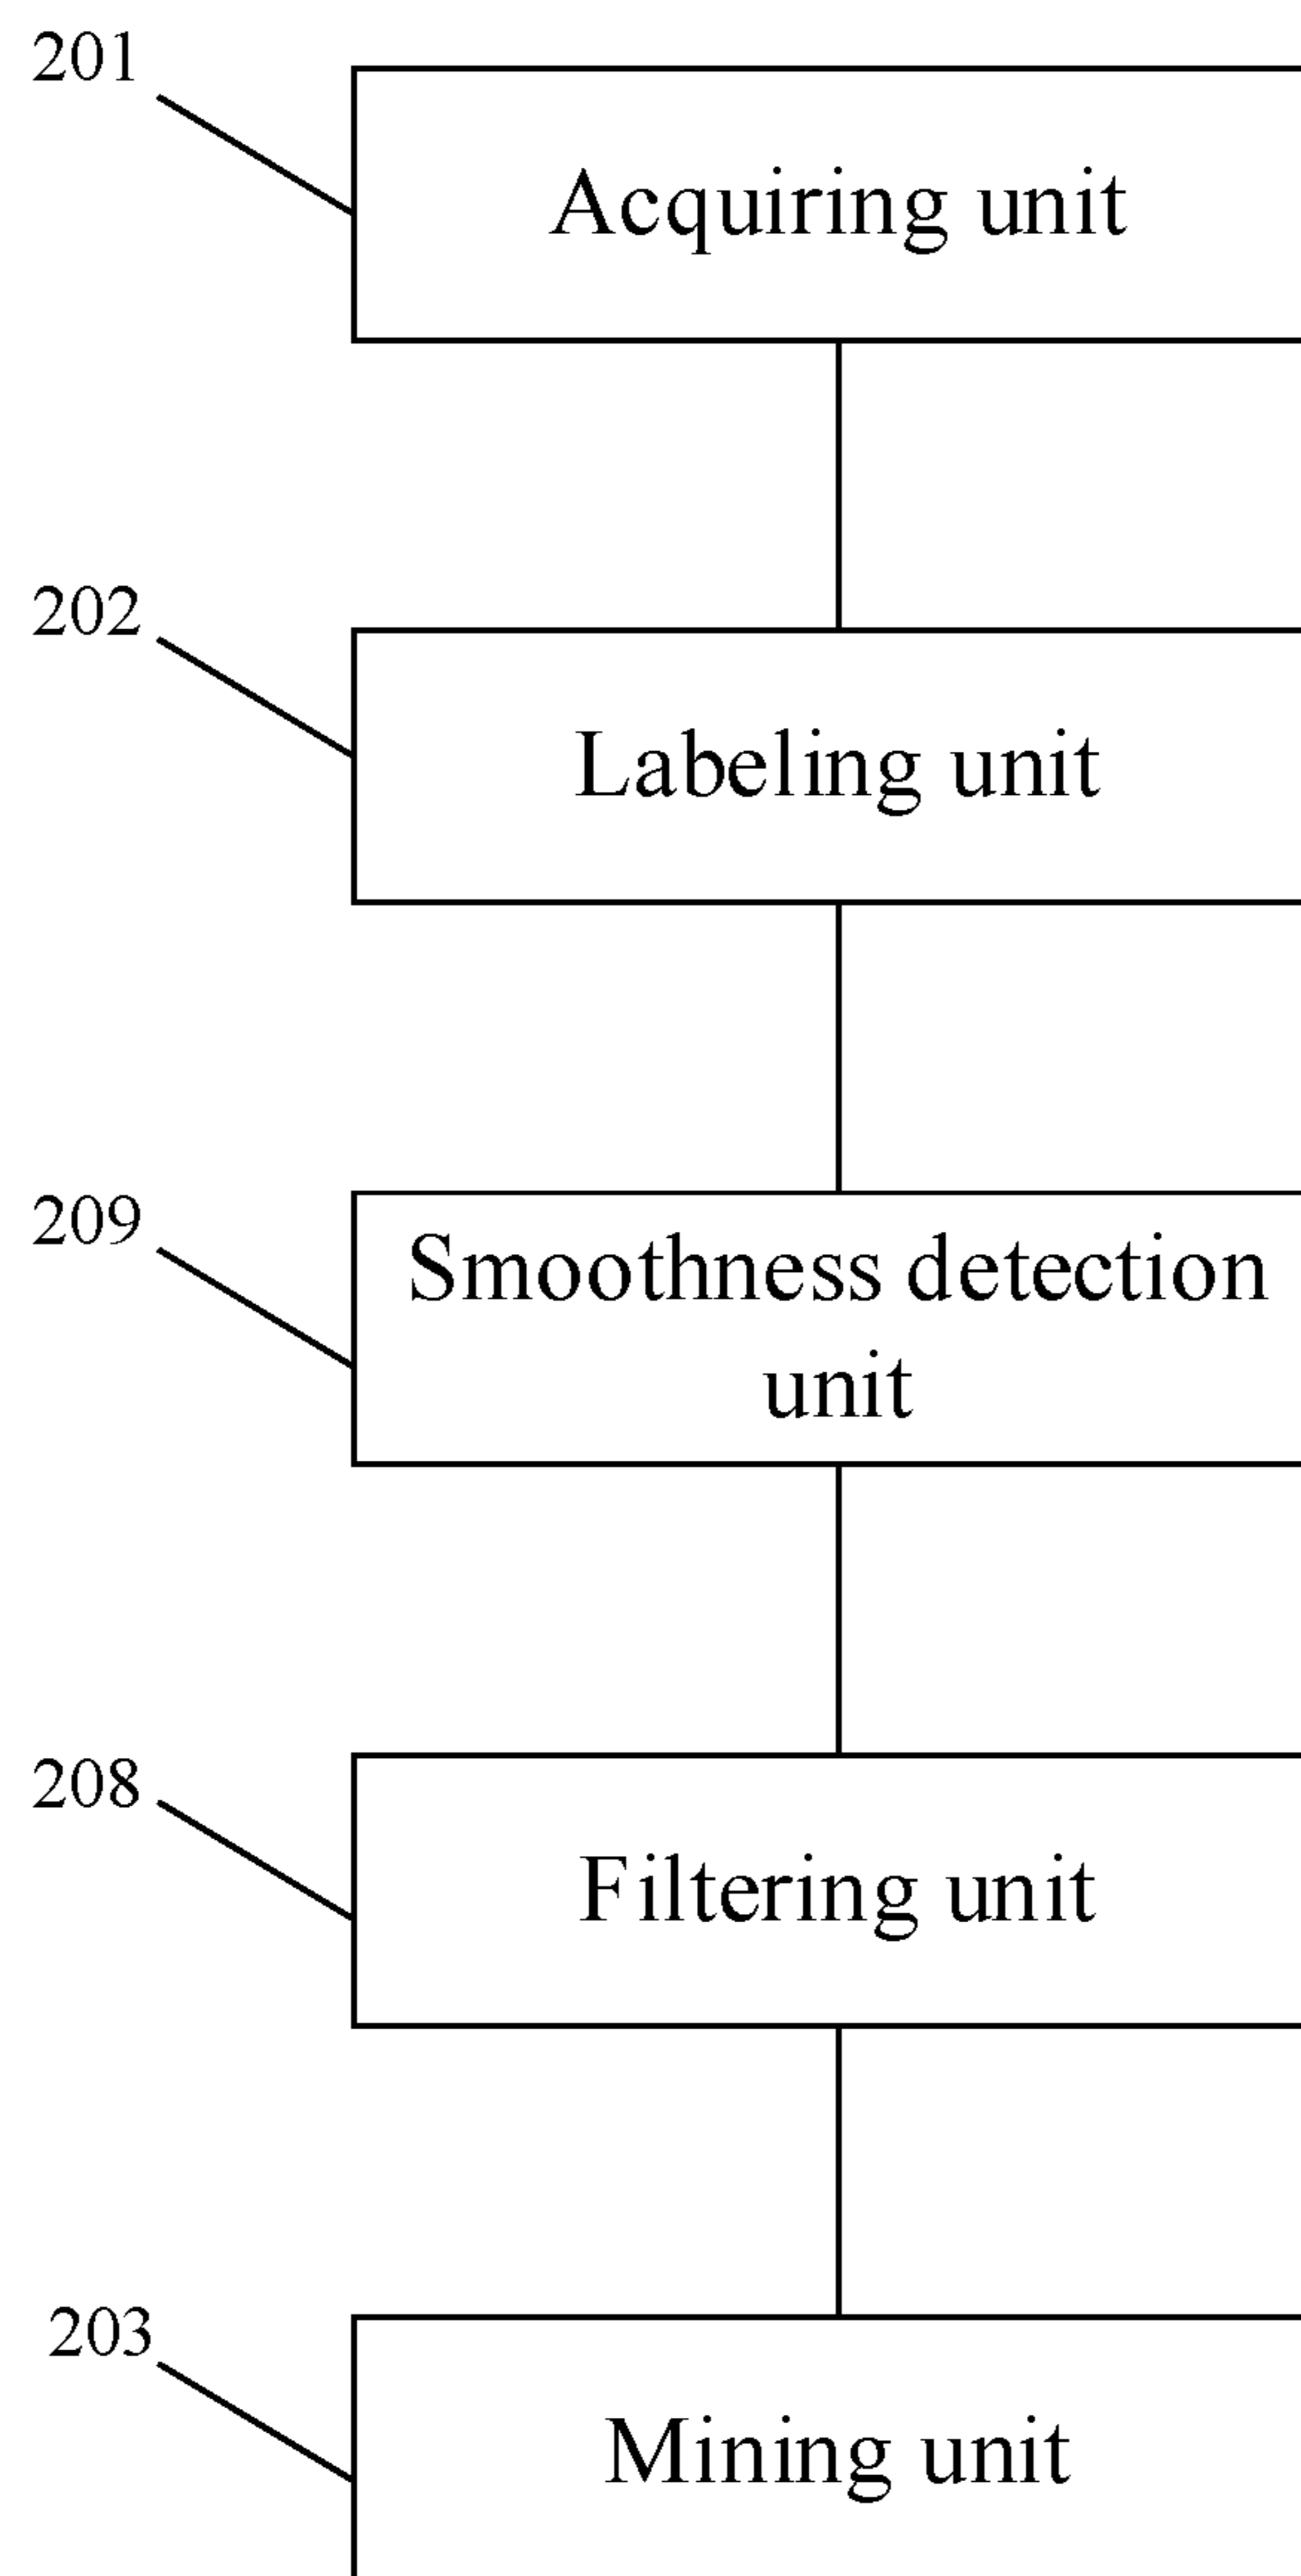 201
Acquiring unit
202
Labeling unit
209
Smoothness detection
unit
208
Filtering unit
203
Mining unit